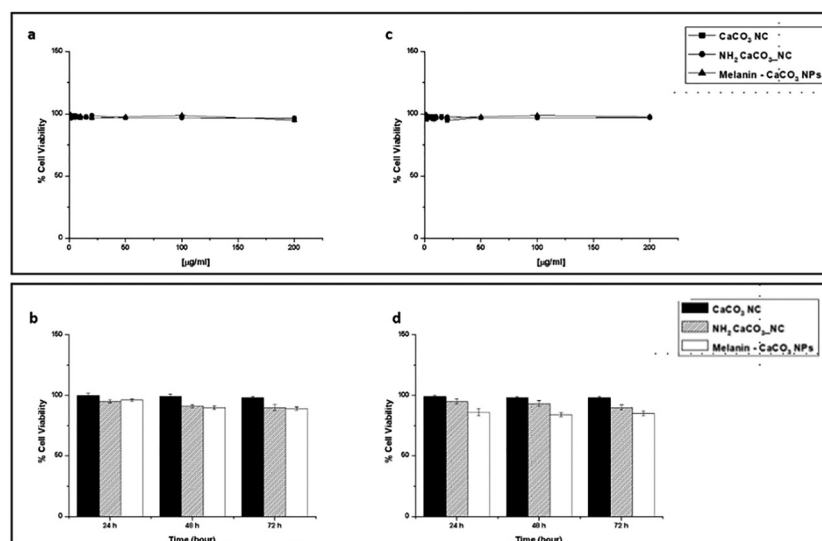 a
150
100
50
0
% Cell Viability
0 50 100 150 200
[µg/ml]
c
150
100
50
0
% Cell Viability
0 50 100 150 200
[µg/ml]
CaCO₃ NC
NH₂ CaCO₃_NC
Melanin - CaCO₃ NPs
b
150
100
50
0
% Cell Viability
24 h 48 h 72 h
Time (hour)
d
150
100
50
0
% Cell Viability
24 h 48 h 72 h
Time (hour)
CaCO₃ NC
NH₂ CaCO₃_NC
Melanin - CaCO₃ NPs